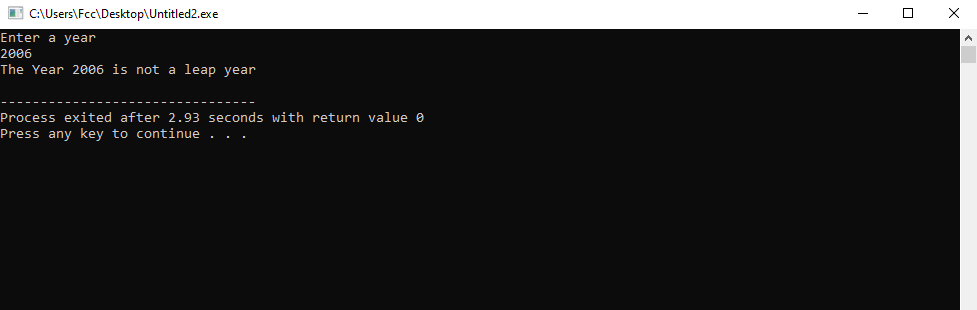 C:\Users\Fcc\Desktop\Untitled2.exe
Enter a year
2006
The Year 2006 is not a leap year
--------------------------------
Process exited after 2.93 seconds with return value 0
Press any key to continue . . .